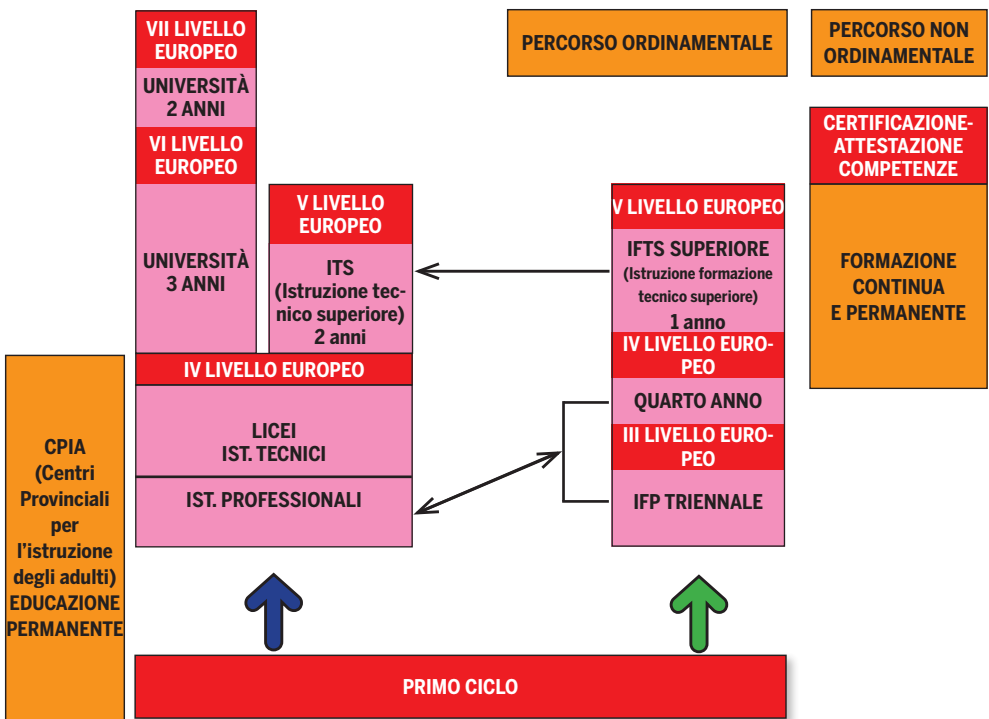 VII LIVELLO
EUROPEO
UNIVERSITÀ
2 ANNI
VI LIVELLO
EUROPEO
UNIVERSITÀ
3 ANNI
V LIVELLO
EUROPEO
ITS
(Istruzione tec-
nico superiore)
2 anni
IV LIVELLO EUROPEO
LICEI
IST. TECNICI
IST. PROFESSIONALI
CPIA
(Centri
Provinciali
per
l'istruzione
degli adulti)
EDUCAZIONE
PERMANENTE
PERCORSO ORDINAMENTALE
V LIVELLO EUROPEO
IFTS SUPERIORE
(Istruzione formazione
tecnico superiore)
1 anno
IV LIVELLO EURO-
PEO
QUARTO ANNO
III LIVELLO EURO-
PEO
IFP TRIENNALE
PERCORSO NON
ORDINAMENTALE
CERTIFICAZIONE-
ATTESTAZIONE
COMPETENZE
FORMAZIONE
CONTINUA
E PERMANENTE
PRIMO CICLO